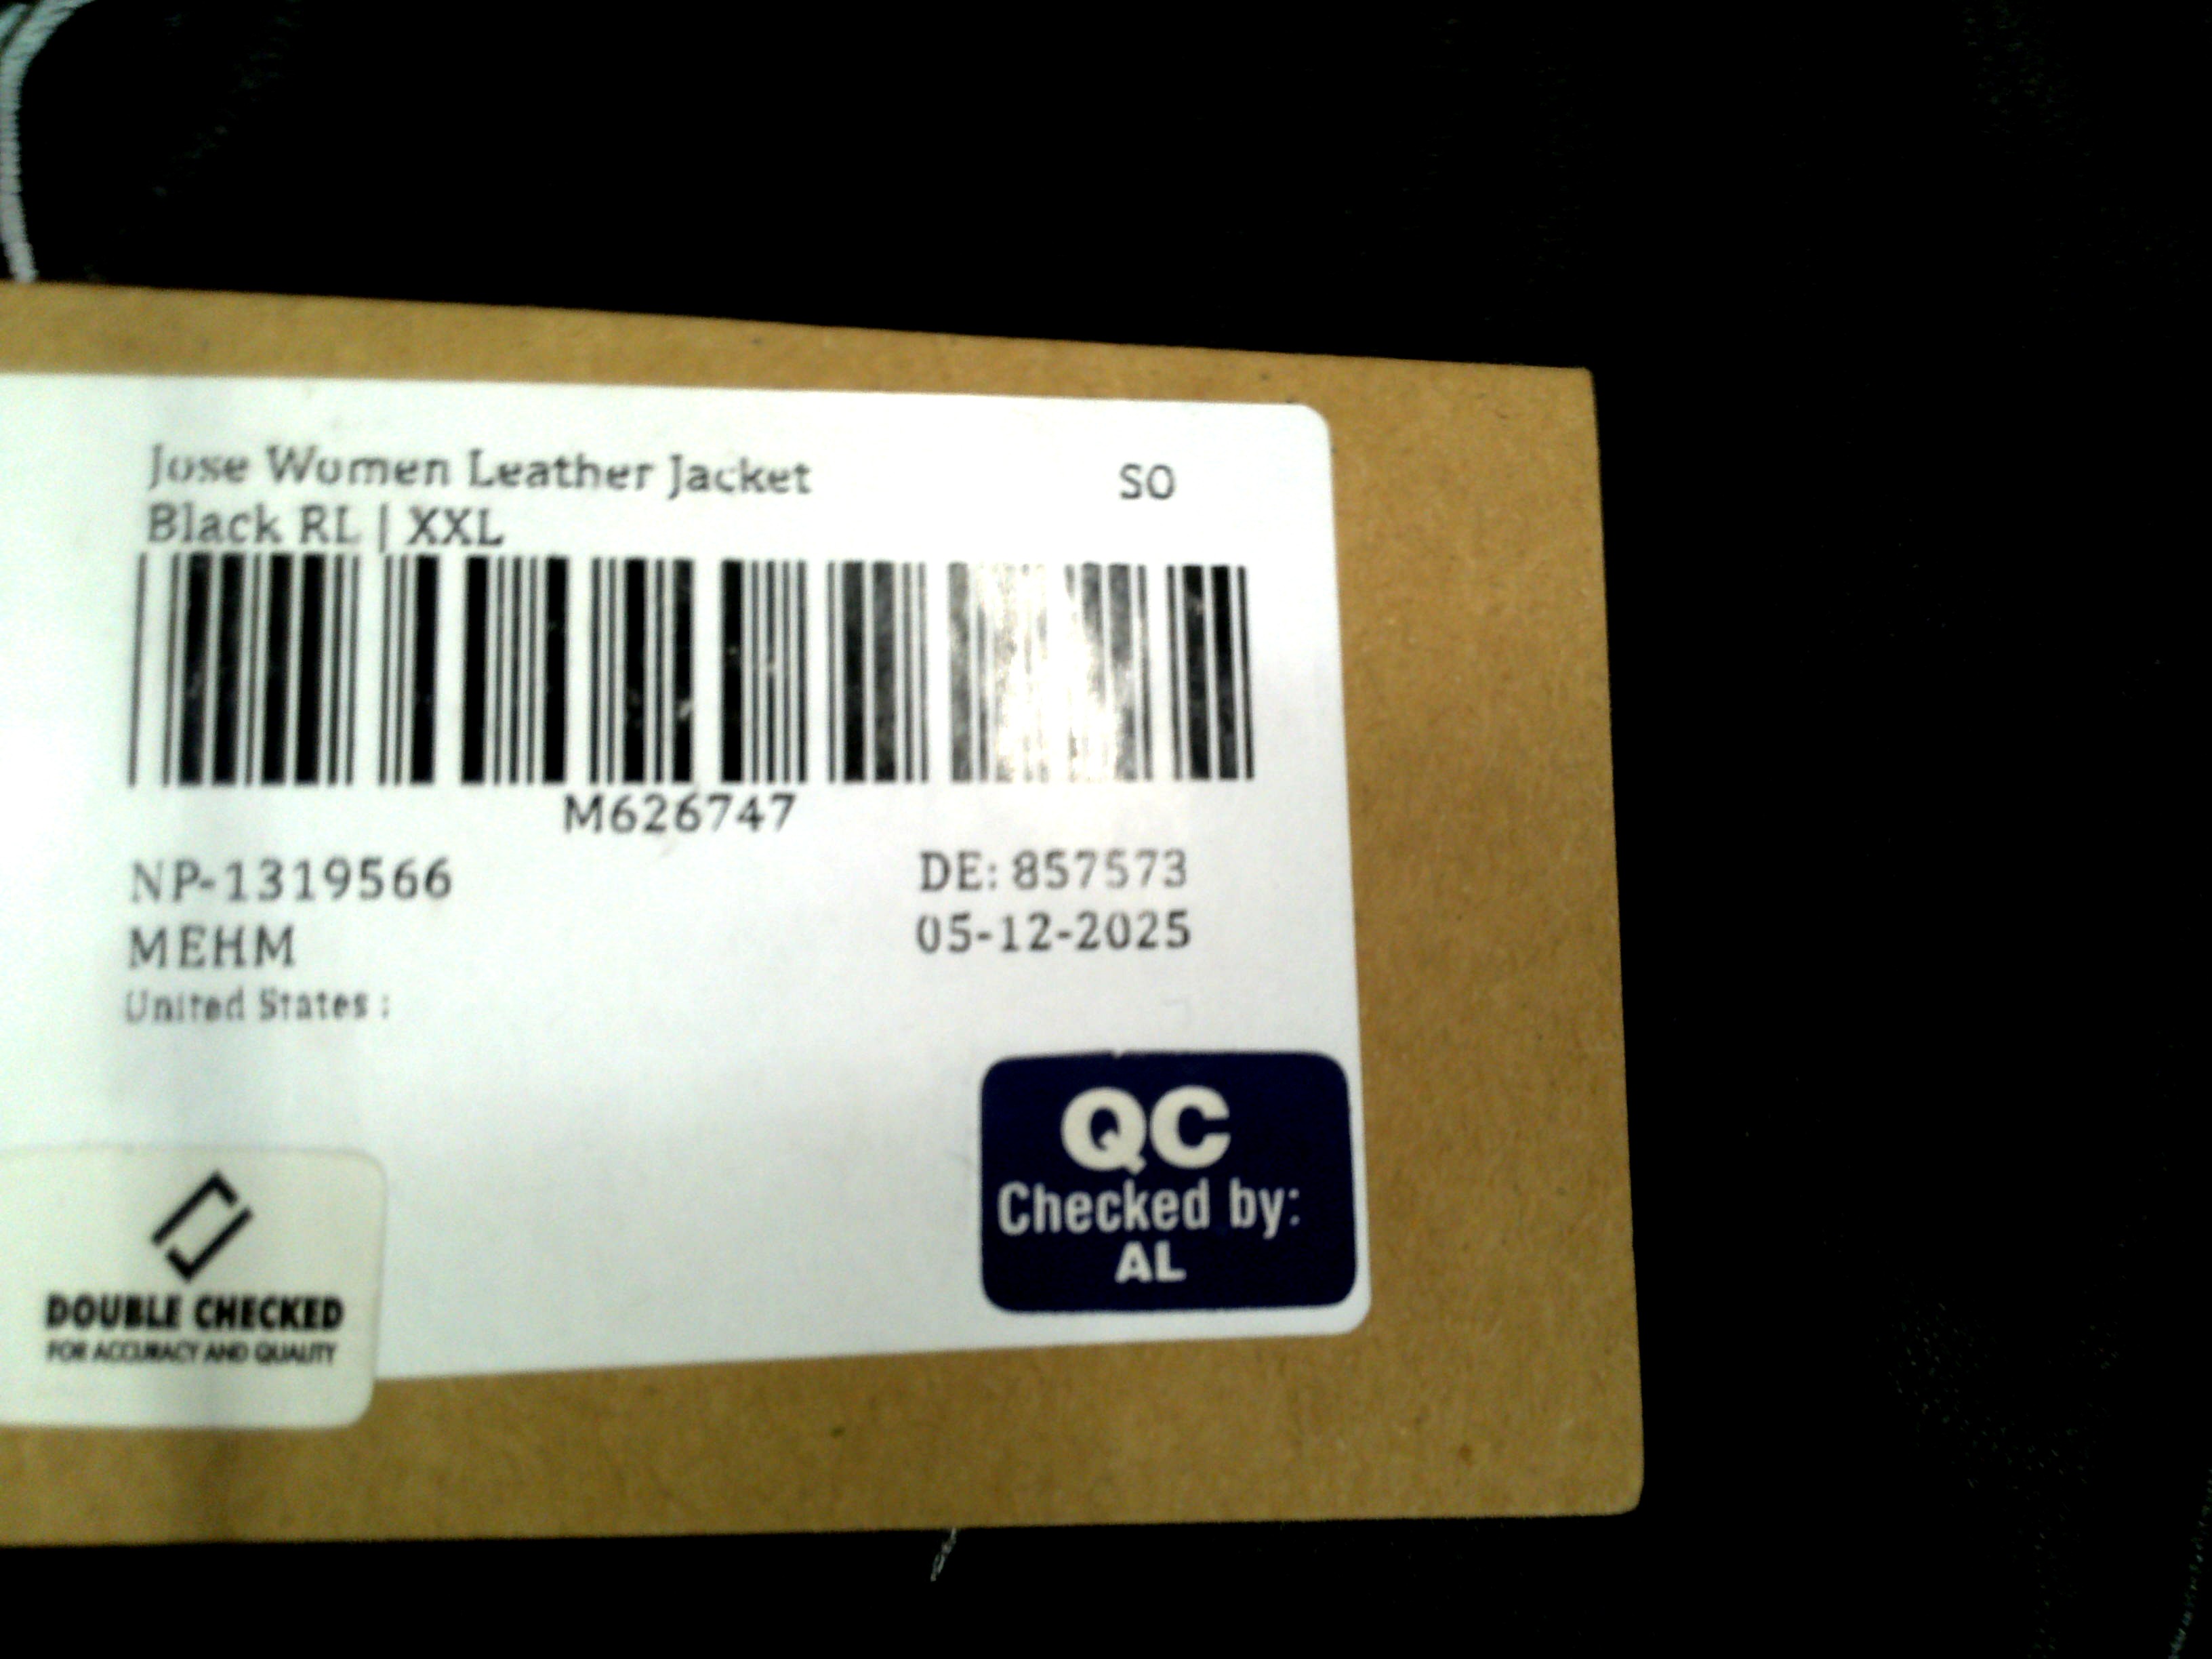 Jose Women Leather Jacket SO
Black RL | XXL
M626747
NP-1319566 DE: 857573
MEHM 05-12-2025
United States :
QC
Checked by:
AL
DOUBLE CHECKED
FOR ACCURACY AND QUALITY